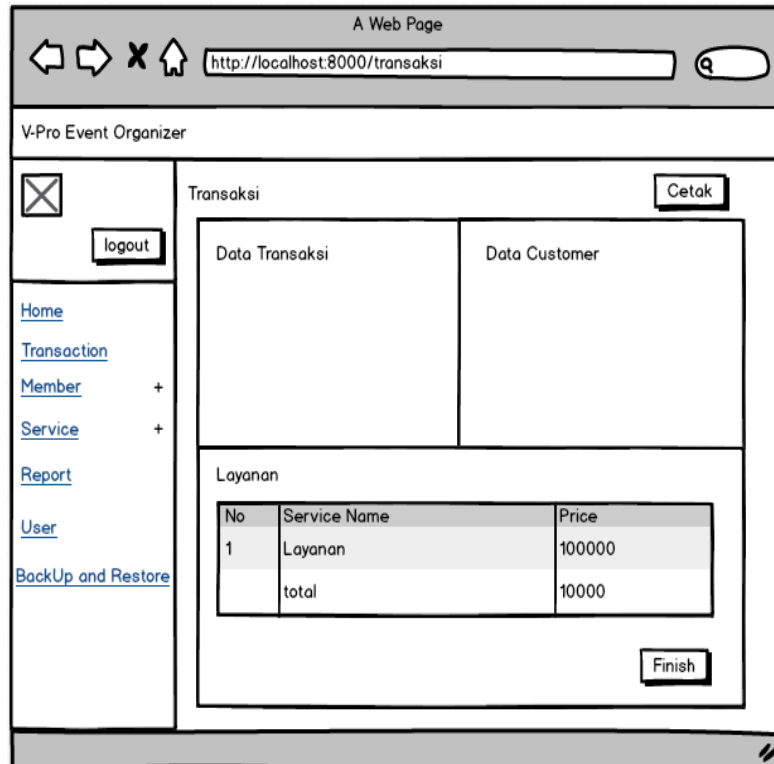 A Web Page
http://localhost:8000/transaksi
V-Pro Event Organizer
logout
Home
Transaction
Member +
Service +
Report
User
BackUp and Restore
Transaksi
Cetak
Data Transaksi
Data Customer
Layanan
No Service Name Price
1 Layanan 100000
total 10000
Finish